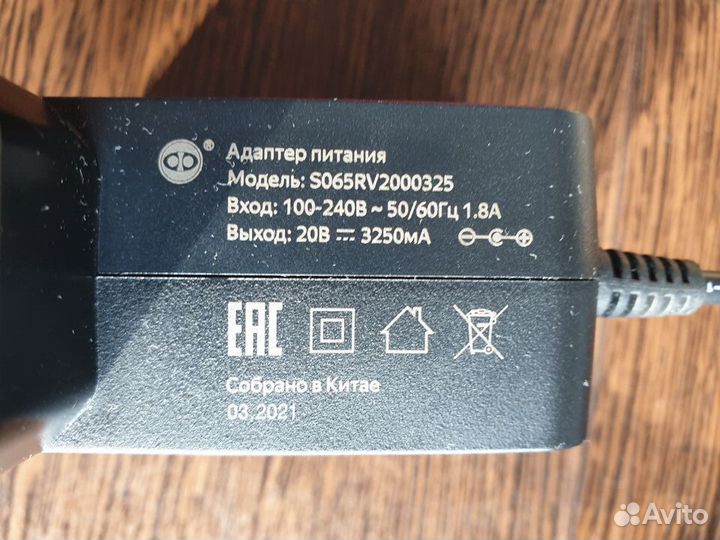 ®
Адаптер питания
Модель: S065RV2000325
Вход: 100-240В ~ 50/60Гц 1.8А
Выход: 20В ⎓ 3250мА
EAC
Собрано в Китае
03.2021
Avito